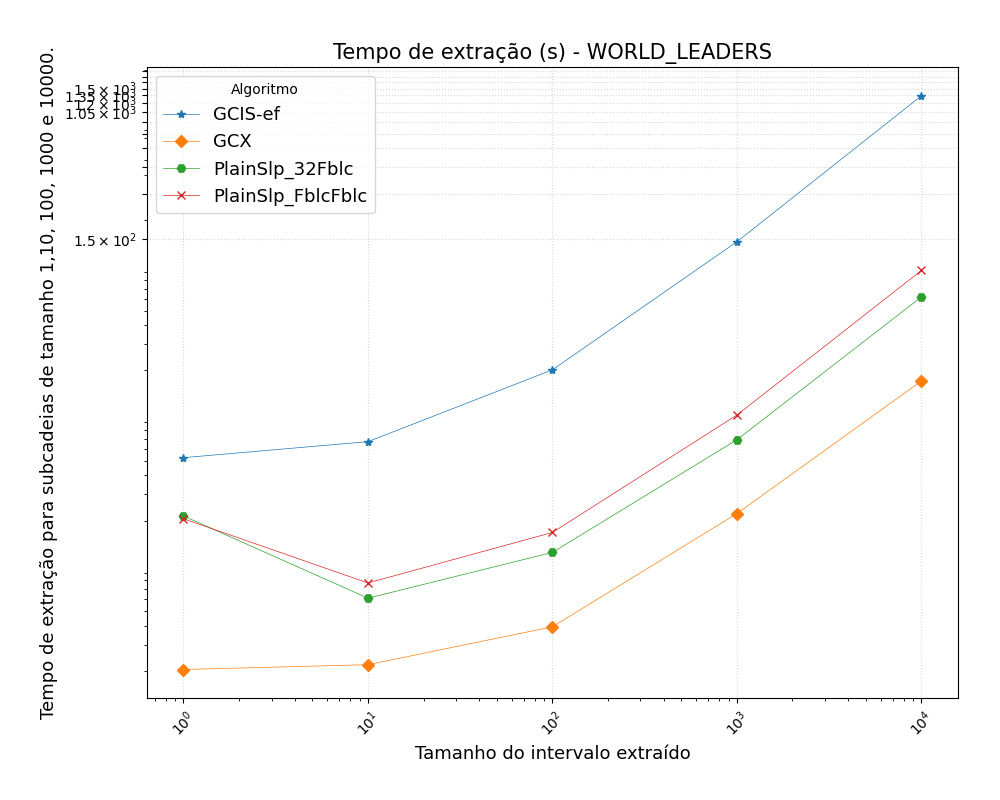 Tempo de extração (s) - WORLD_LEADERS
Tempo de extração para subcadeias de tamanho 1,10, 100, 1000 e 10000.
1.5 × 10³
1.35 × 10³
1.2 × 10³
1.05 × 10³
1.5 × 10²
Algoritmo
GCIS-ef
GCX
PlainSlp_32Fblc
PlainSlp_FblcFblc
10⁰
10¹
10²
10³
10⁴
Tamanho do intervalo extraído